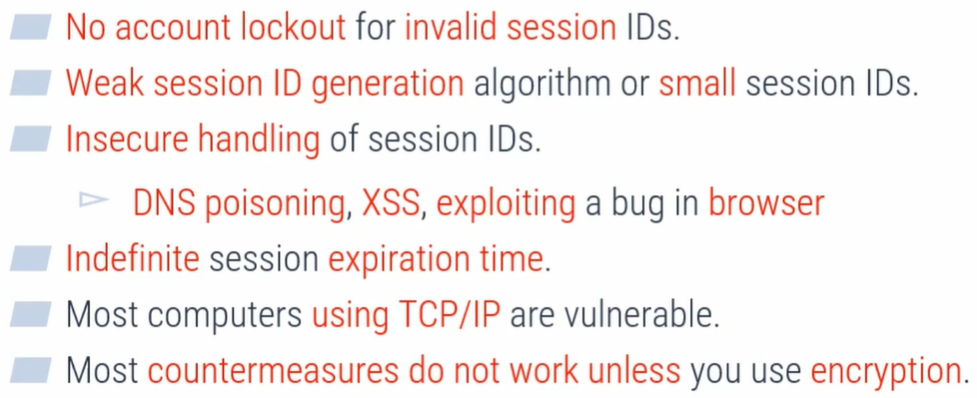 No account lockout for invalid session IDs.
Weak session ID generation algorithm or small session IDs.
Insecure handling of session IDs.
DNS poisoning, XSS, exploiting a bug in browser
Indefinite session expiration time.
Most computers using TCP/IP are vulnerable.
Most countermeasures do not work unless you use encryption.